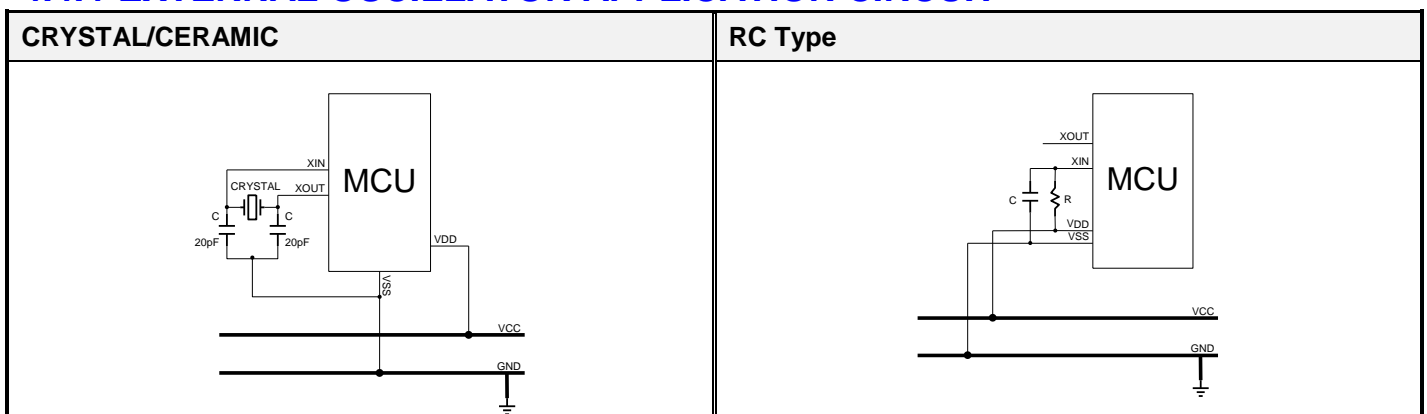 CRYSTAL/CERAMIC
RC Type
XIN
MCU
CRYSTAL
XOUT
C
C
20pF
20pF
VDD
VSS
VCC
GND
XOUT
XIN
MCU
C
R
VDD
VSS
VCC
GND